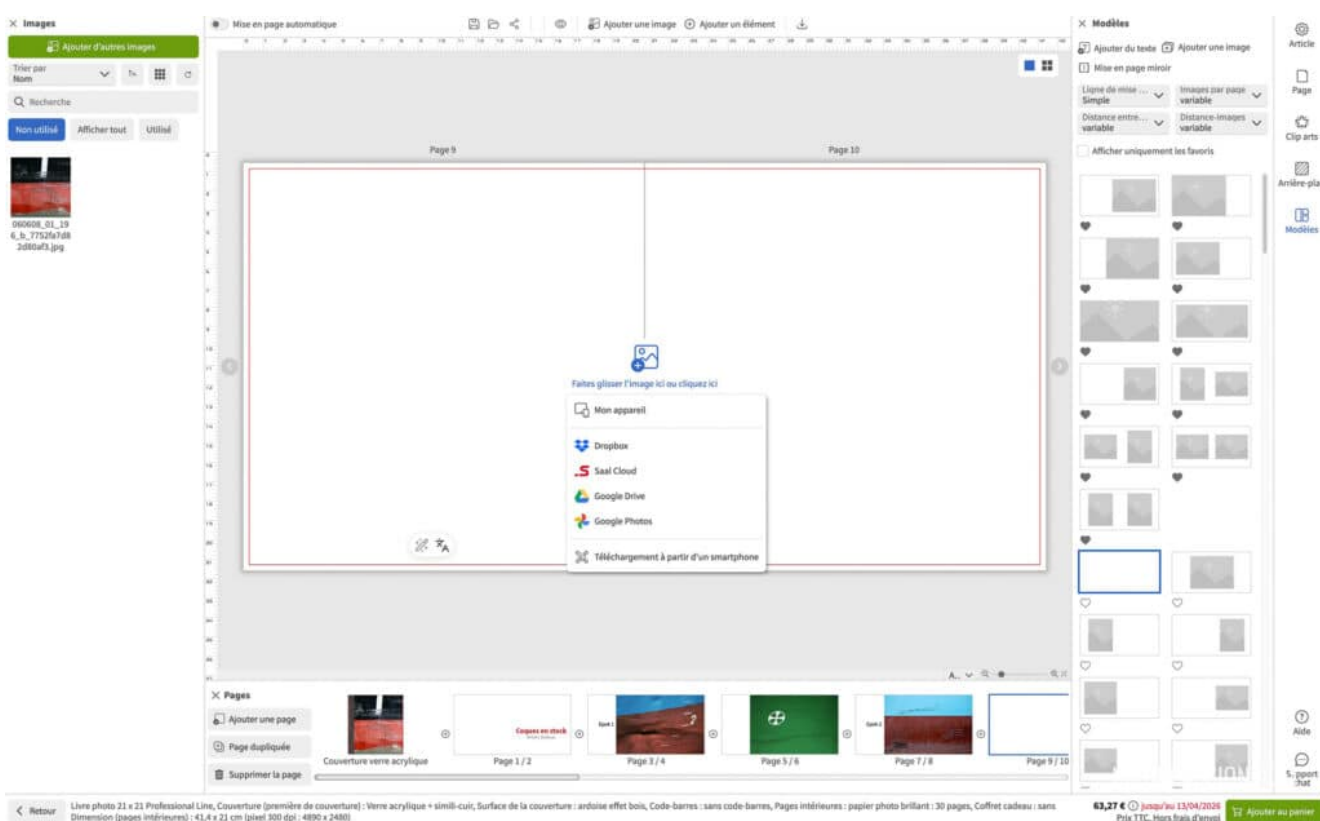 Images
Ajouter d'autres images
Trier par
Nom
Recherche
Non utilisé
Afficher tout
Utilisé
060608_01_19
6_b_7752fa7d8
2d80af3.jpg
Mise en page automatique
Ajouter une image
Ajouter un élément
Page 9
Page 10
Faites glisser l'image ici ou cliquez ici
Mon appareil
Dropbox
Saal Cloud
Google Drive
Google Photos
Téléchargement à partir d'un smartphone
Modèles
Ajouter du texte
Ajouter une image
Mise en page miroir
Ligne de mise ...
Simple
Images par page
variable
Distance entre...
variable
Distance-images
variable
Afficher uniquement les favoris
Article
Page
Clip arts
Arrière-pla
Modèles
Aide
Pages
Ajouter une page
Page dupliquée
Supprimer la page
Couverture verre acrylique
Coques en stock
Page 1 / 2
Page 3 / 4
Page 5 / 6
Page 7 / 8
Page 9 / 10
Retour
Livre photo 21 x 21 Professional Line, Couverture (première de couverture) : Verre acrylique + simili-cuir, Surface de la couverture : ardoise effet bois, Code-barres : sans code-barres, Pages intérieures : papier photo brillant : 30 pages, Coffret cadeau : sans
Dimension (pages intérieures) : 41,4 x 21 cm (pixel 300 dpi : 4890 x 2480)
63,27 € jusqu'au 13/04/2026
Prix TTC, Hors frais d'envoi
Ajouter au panier